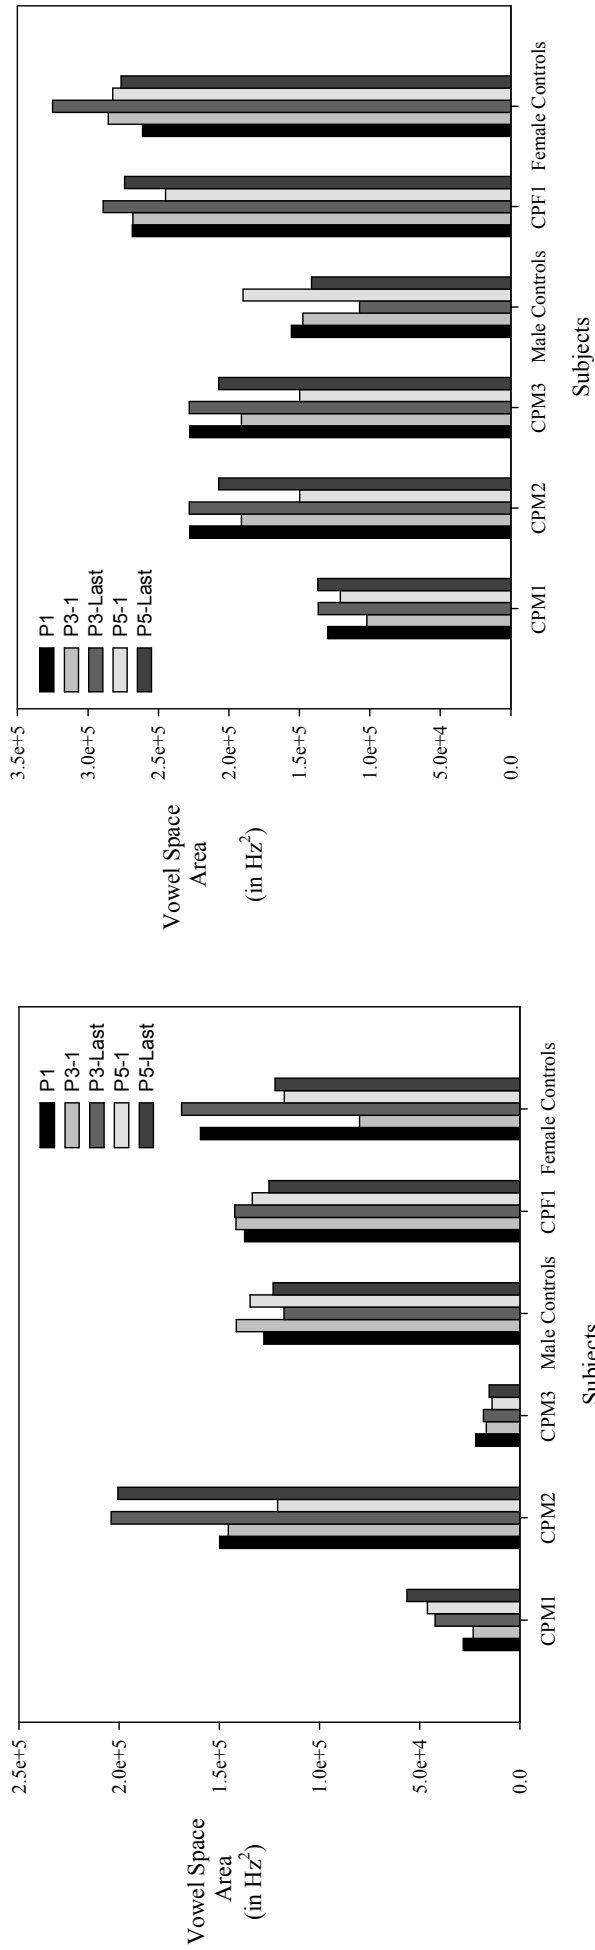 Vowel Space
Area
(in Hz²)
2.5e+5
2.0e+5
1.5e+5
1.0e+5
5.0e+4
0.0
P1
P3-1
P3-Last
P5-1
P5-Last
CPM1 CPM2 CPM3 Male Controls CPF1 Female Controls
Subjects
Vowel Space
Area
(in Hz²)
3.5e+5
3.0e+5
2.5e+5
2.0e+5
1.5e+5
1.0e+5
5.0e+4
0.0
P1
P3-1
P3-Last
P5-1
P5-Last
CPM1 CPM2 CPM3 Male Controls CPF1 Female Controls
Subjects